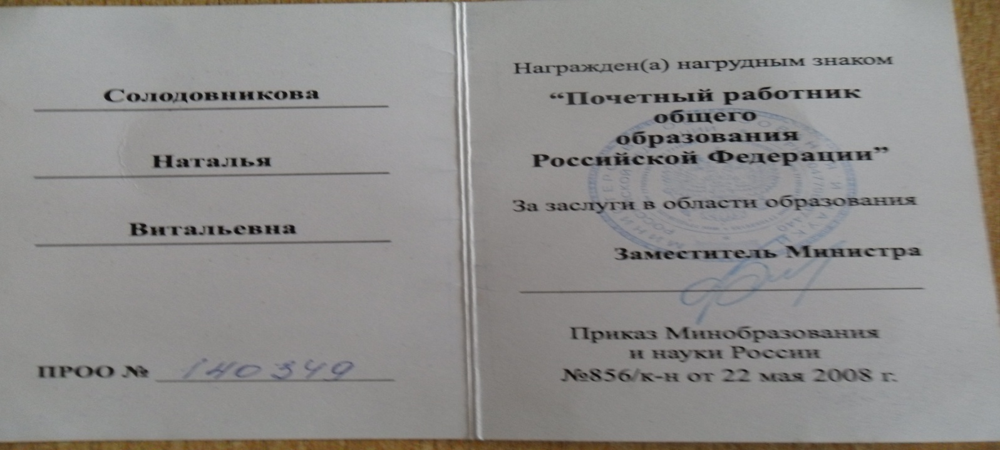 Солодовникова
Наталья
Витальевна
ПРОО № 140349
Награжден(а) нагрудным знаком
“Почетный работник
общего
образования
Российской Федерации”
За заслуги в области образования
Заместитель Министра
Приказ Минобразования
и науки России
№856/к-н от 22 мая 2008 г.